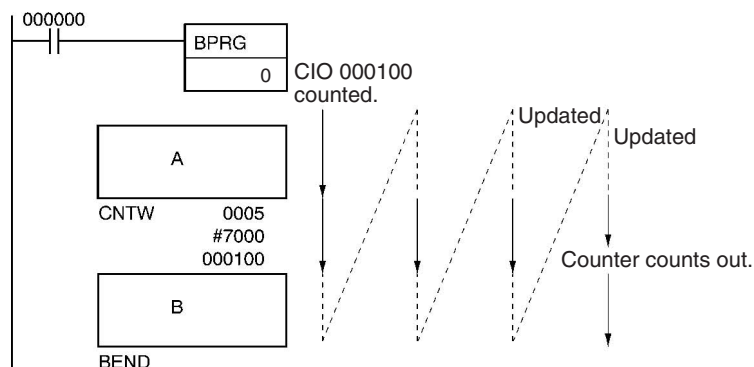 000000
BPRG
0
CIO 000100
counted.
Updated
Updated
A
CNTW 0005
#7000
000100
Counter counts out.
B
BEND